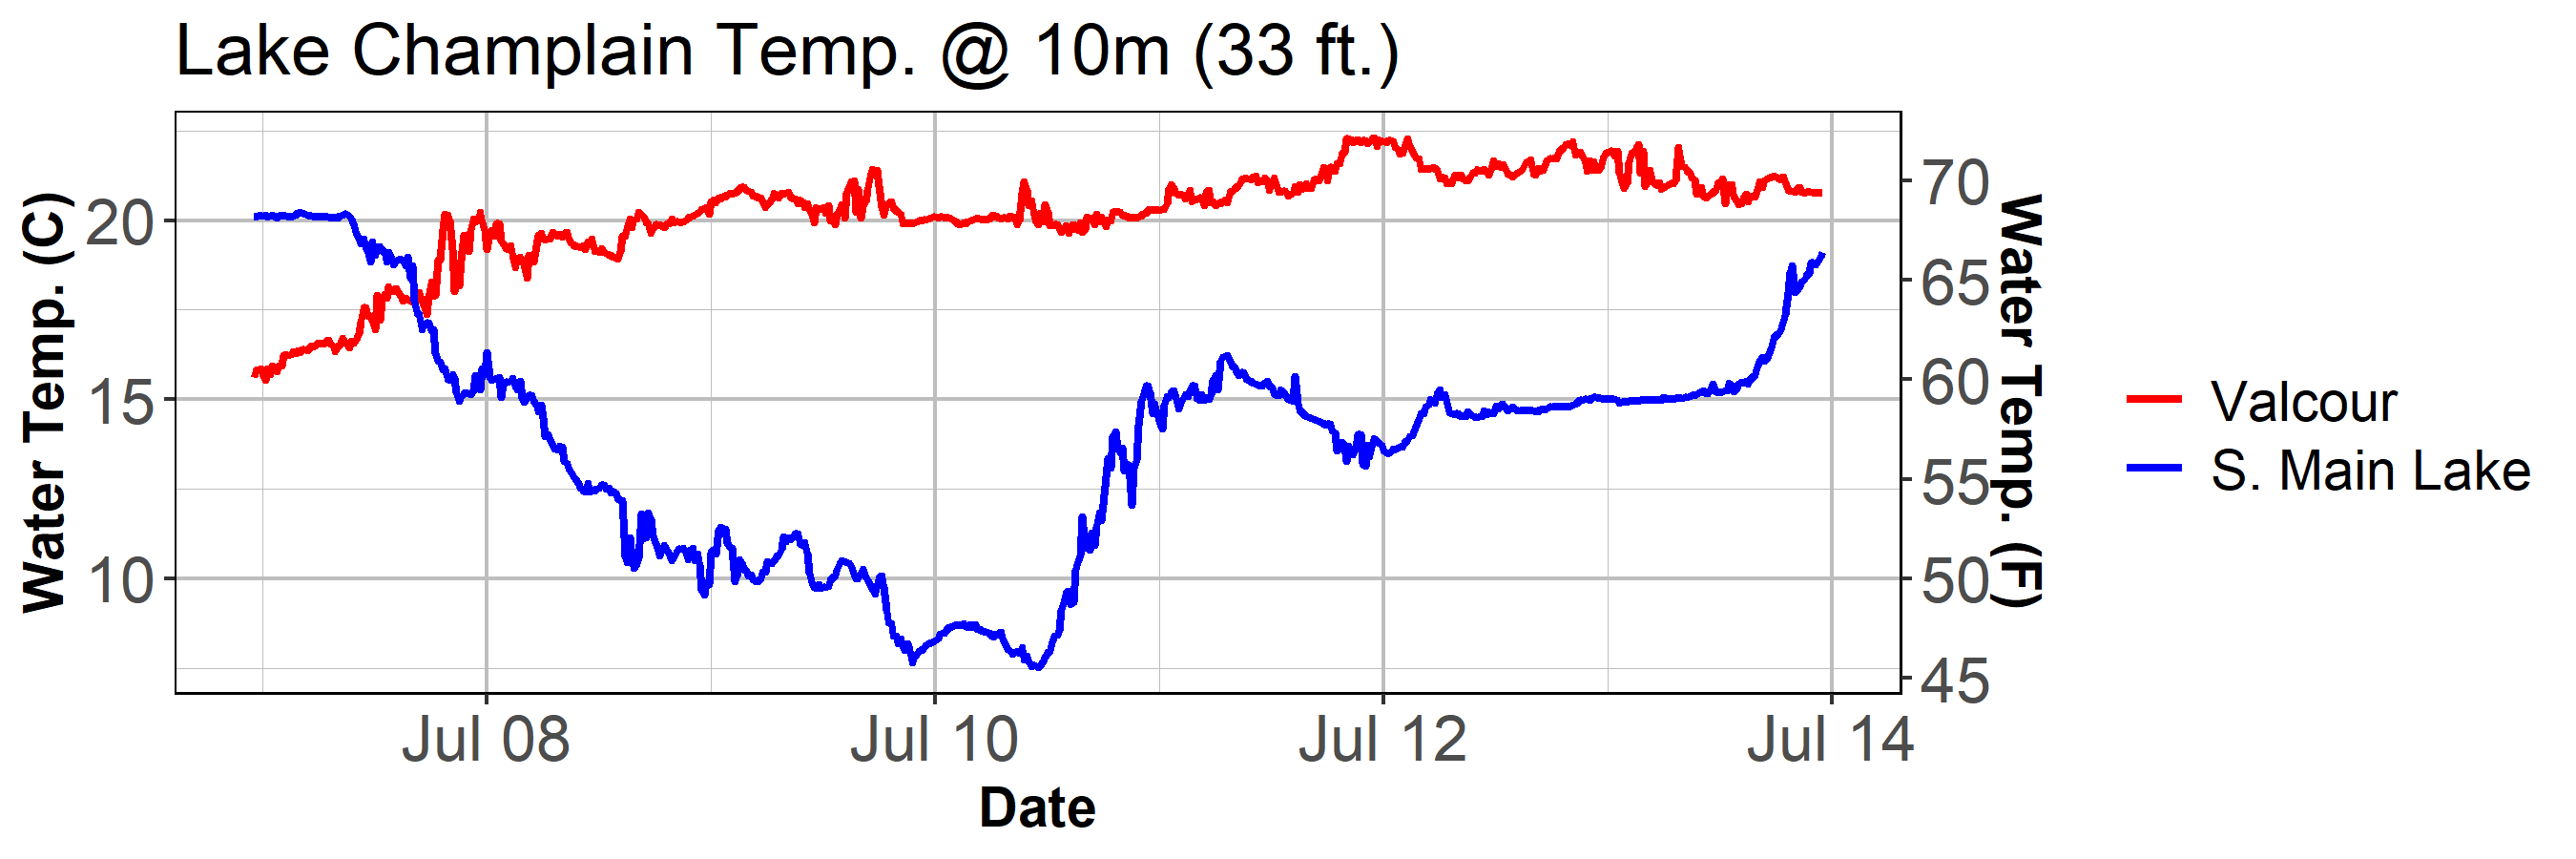 Lake Champlain Temp. @ 10m (33 ft.)
Water Temp. (C)
20
15
10
70
65
60
55
50
45
Water Temp. (F)
Jul 08
Jul 10
Jul 12
Jul 14
Date
Valcour
S. Main Lake